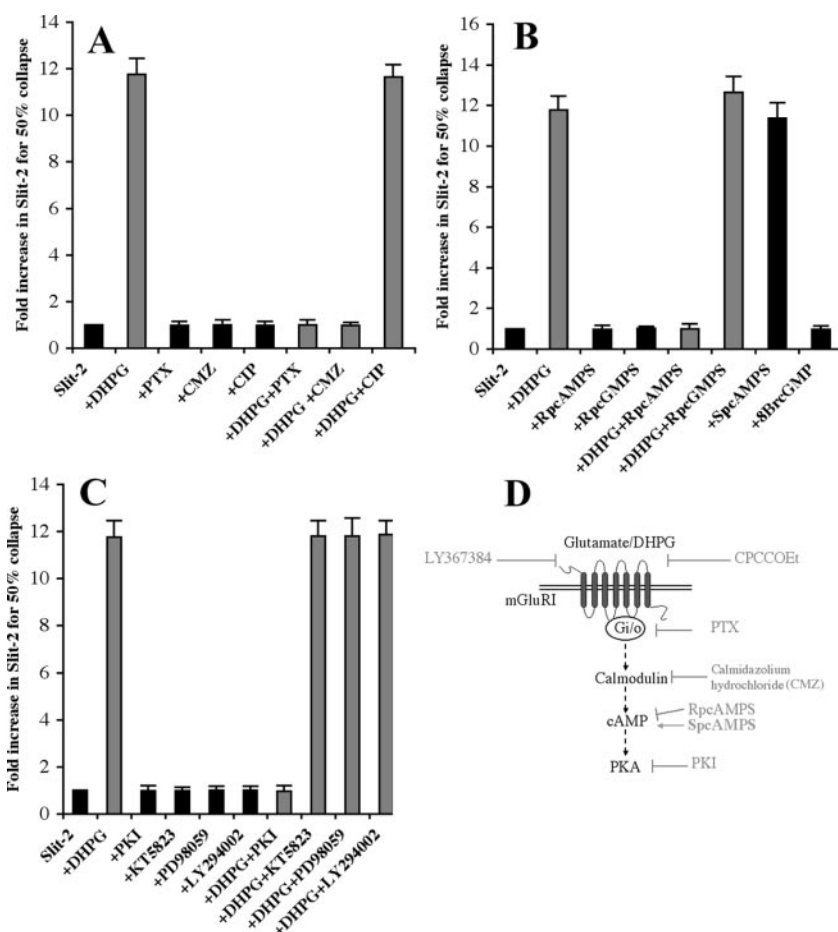 A
Fold increase in Slit-2 for 50% collapse
14
12
10
8
6
4
2
0
Slit-2
+DHPG
+PTX
+CMZ
+CIP
+DHPG+PTX
+DHPG +CMZ
+DHPG+CIP
B
Fold increase in Slit-2 for 50% collapse
16
14
12
10
8
6
4
2
0
Slit-2
+DHPG
+RpcAMPS
+RpcGMPS
+DHPG+RpcAMPS
+DHPG+RpcGMPS
+SpcAMPS
+8BrcGMP
C
Fold increase in Slit-2 for 50% collapse
14
12
10
8
6
4
2
0
Slit-2
+DHPG
+PKI
+KT5823
+PD98059
+LY294002
+DHPG+PKI
+DHPG+KT5823
+DHPG+PD98059
+DHPG+LY294002
D
Glutamate/DHPG
LY367384
CPCCOEt
mGluRI
Gi/o
PTX
Calmodulin
Calmidazolium
hydrochloride (CMZ)
cAMP
RpcAMPS
SpcAMPS
PKA
PKI